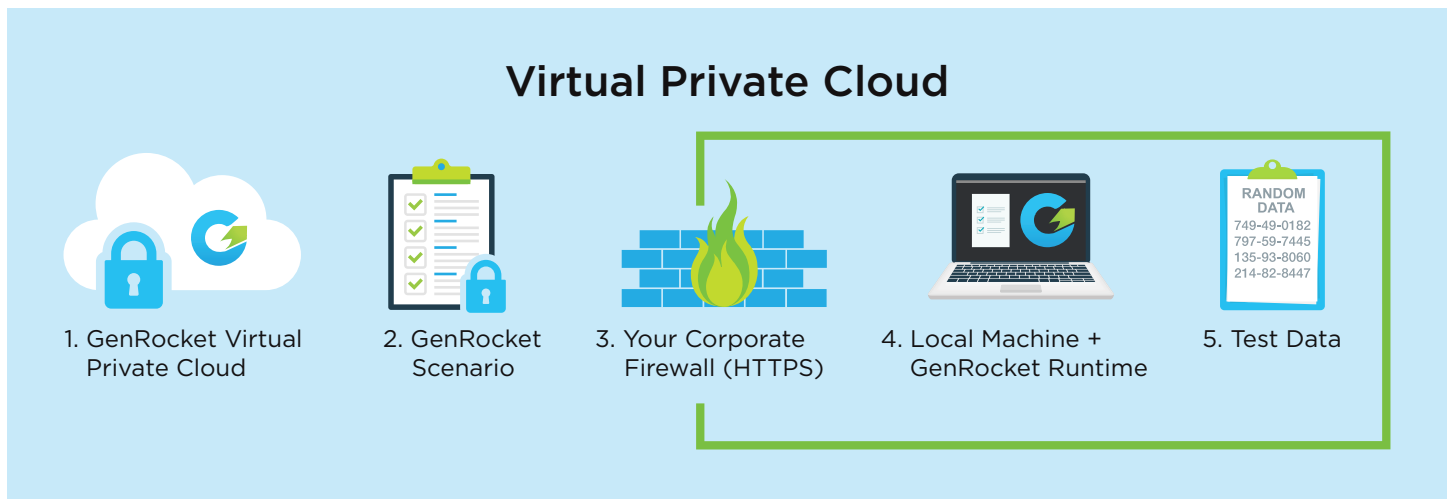 Virtual Private Cloud
RANDOM
DATA
749-49-0182
797-59-7445
135-93-8060
214-82-8447
1. GenRocket Virtual
Private Cloud
2. GenRocket
Scenario
3. Your Corporate
Firewall (HTTPS)
4. Local Machine +
GenRocket Runtime
5. Test Data